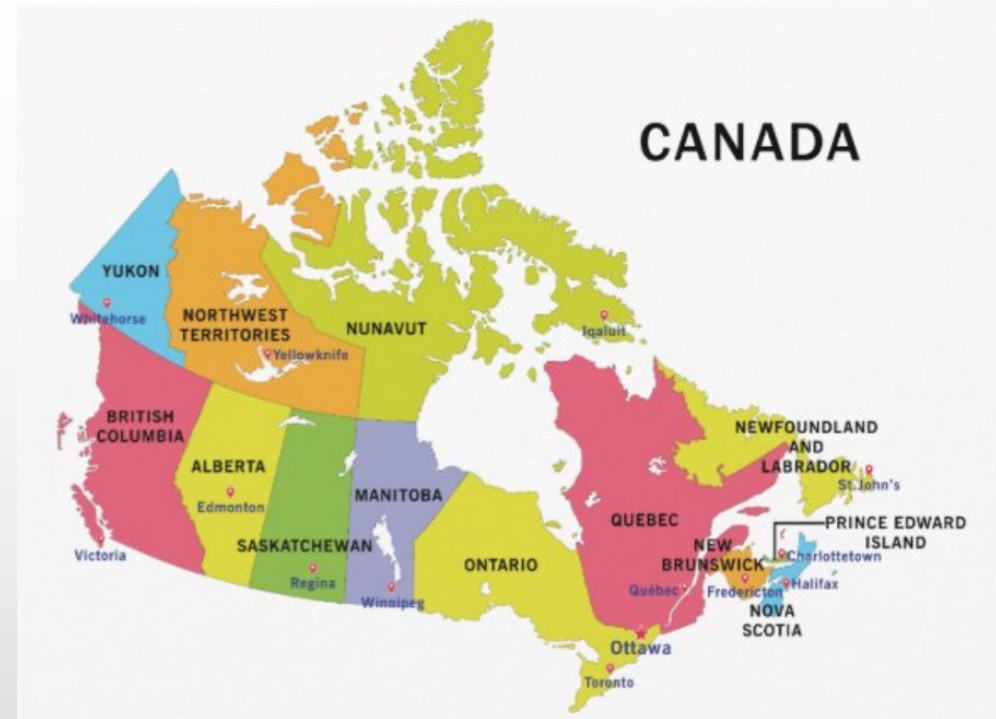 CANADA
YUKON
Whitehorse
NORTHWEST
TERRITORIES
Yellowknife
NUNAVUT
Iqaluit
BRITISH
COLUMBIA
Victoria
ALBERTA
Edmonton
SASKATCHEWAN
Regina
MANITOBA
Winnipeg
ONTARIO
Ottawa
Toronto
QUEBEC
Québec
NEWFOUNDLAND
AND
LABRADOR
St.John's
PRINCE EDWARD
ISLAND
Charlottetown
NEW
BRUNSWICK
Fredericton
Halifax
NOVA
SCOTIA